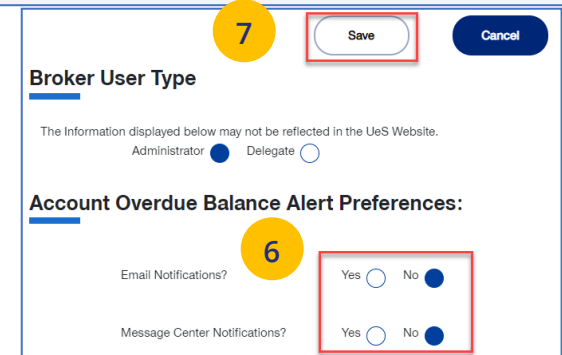 7 Save Cancel
Broker User Type
The Information displayed below may not be reflected in the UeS Website.
Administrator Delegate
Account Overdue Balance Alert Preferences:
6
Email Notifications? Yes No
Message Center Notifications? Yes No